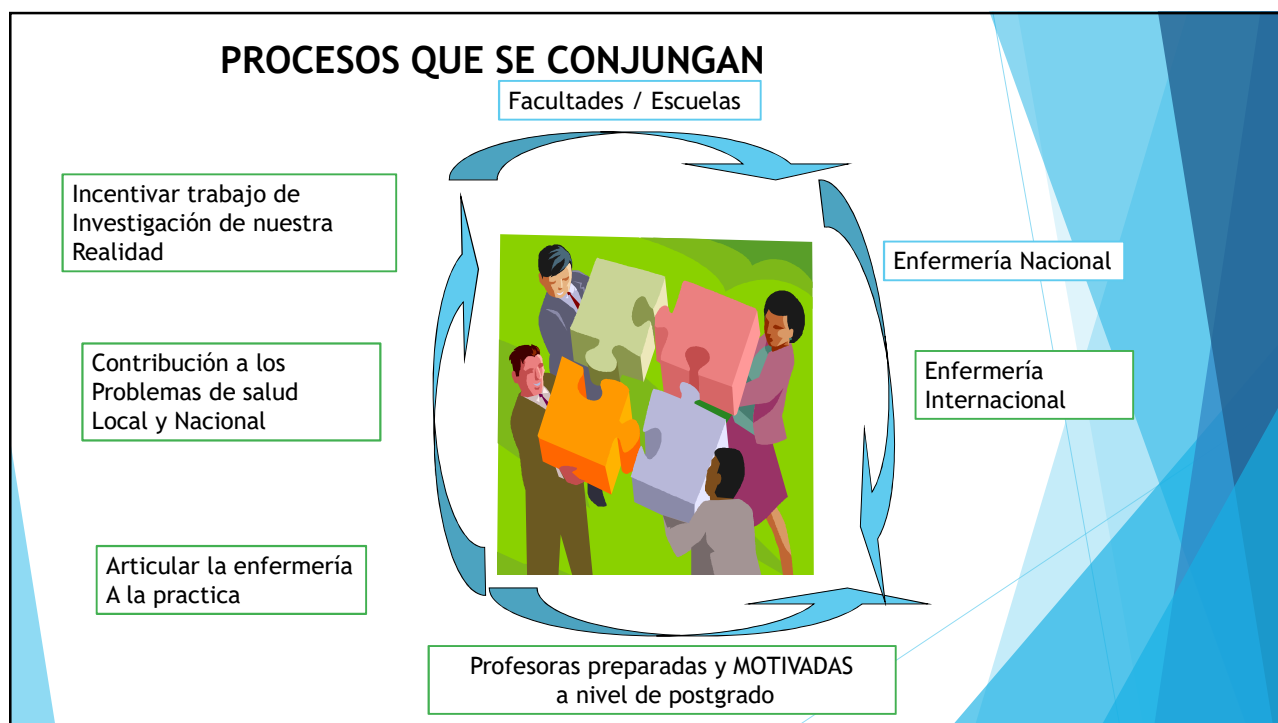 PROCESOS QUE SE CONJUNGAN
Facultades / Escuelas
Incentivar trabajo de
Investigación de nuestra
Realidad
Enfermería Nacional
Contribución a los
Problemas de salud
Local y Nacional
Enfermería
Internacional
Articular la enfermería
A la practica
Profesoras preparadas y MOTIVADAS
a nivel de postgrado